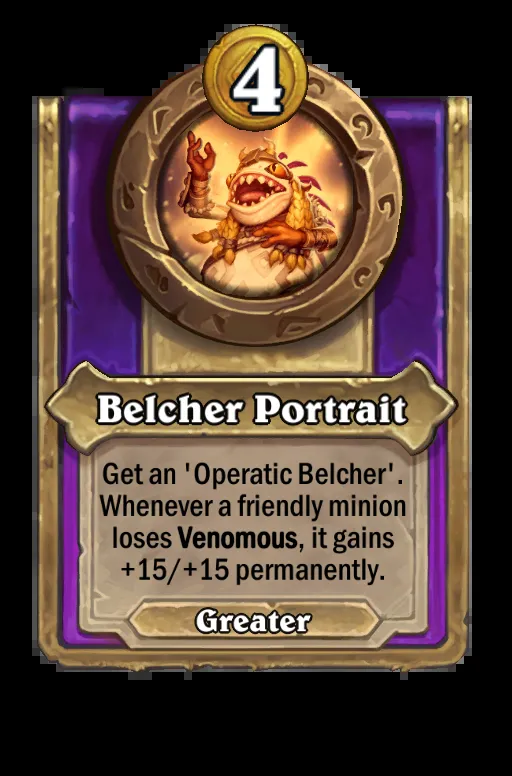 4
Belcher Portrait
Get an 'Operatic Belcher'.
Whenever a friendly minion
loses Venomous, it gains
+15/+15 permanently.
Greater